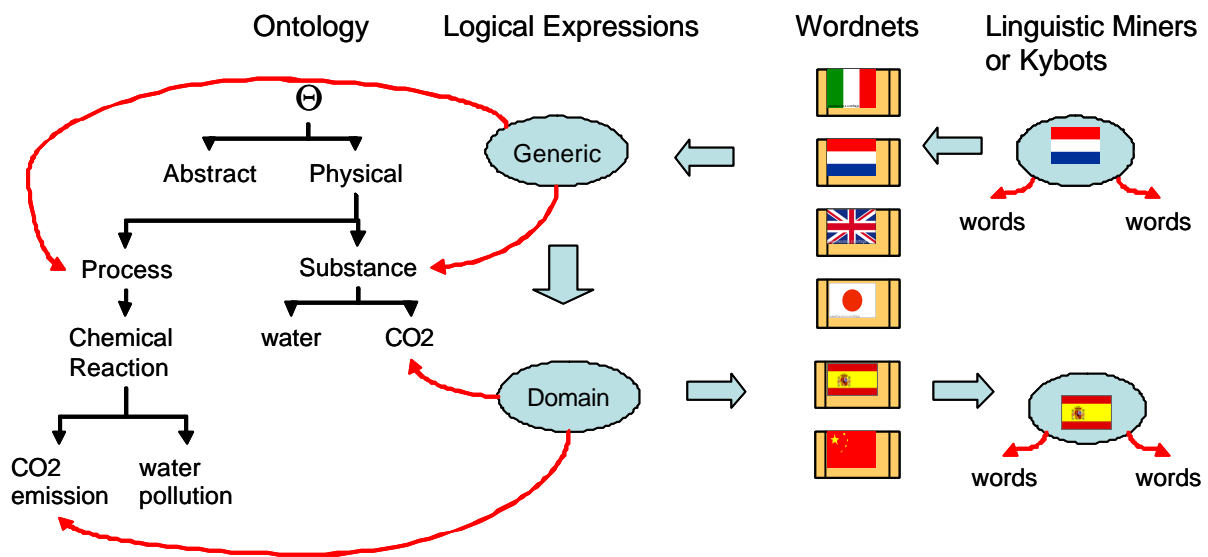 Ontology
Logical Expressions
Wordnets
Linguistic Miners
or Kybots
Θ
Abstract
Physical
Generic
words
words
Process
Substance
Chemical
Reaction
water
CO2
Domain
CO2
emission
water
pollution
words
words